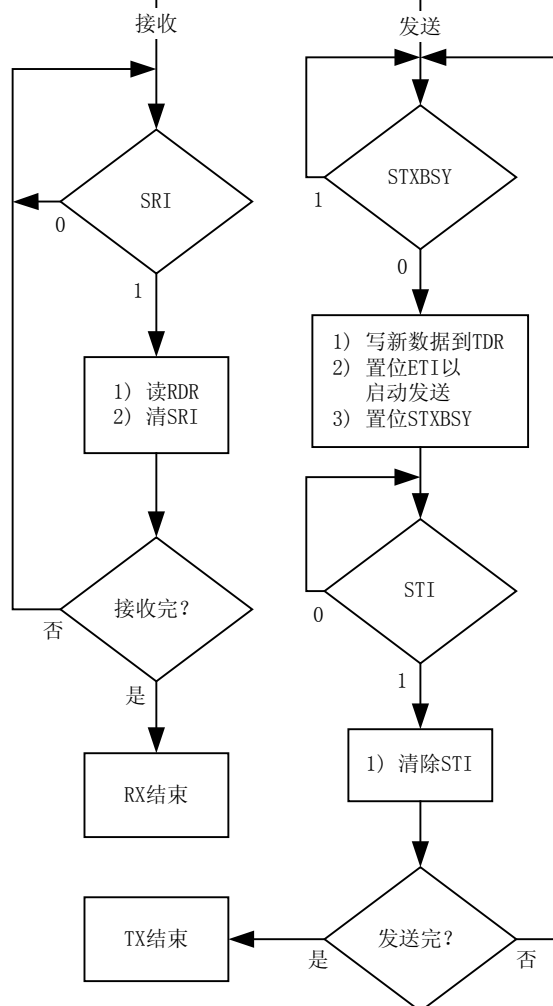 接收
SRI
0
1
1) 读RDR
2) 清SRI
接收完?
否
是
RX结束
发送
STXBSY
1
0
1) 写新数据到TDR
2) 置位ETI以
启动发送
3) 置位STXBSY
STI
0
1
1) 清除STI
发送完?
是
否
TX结束